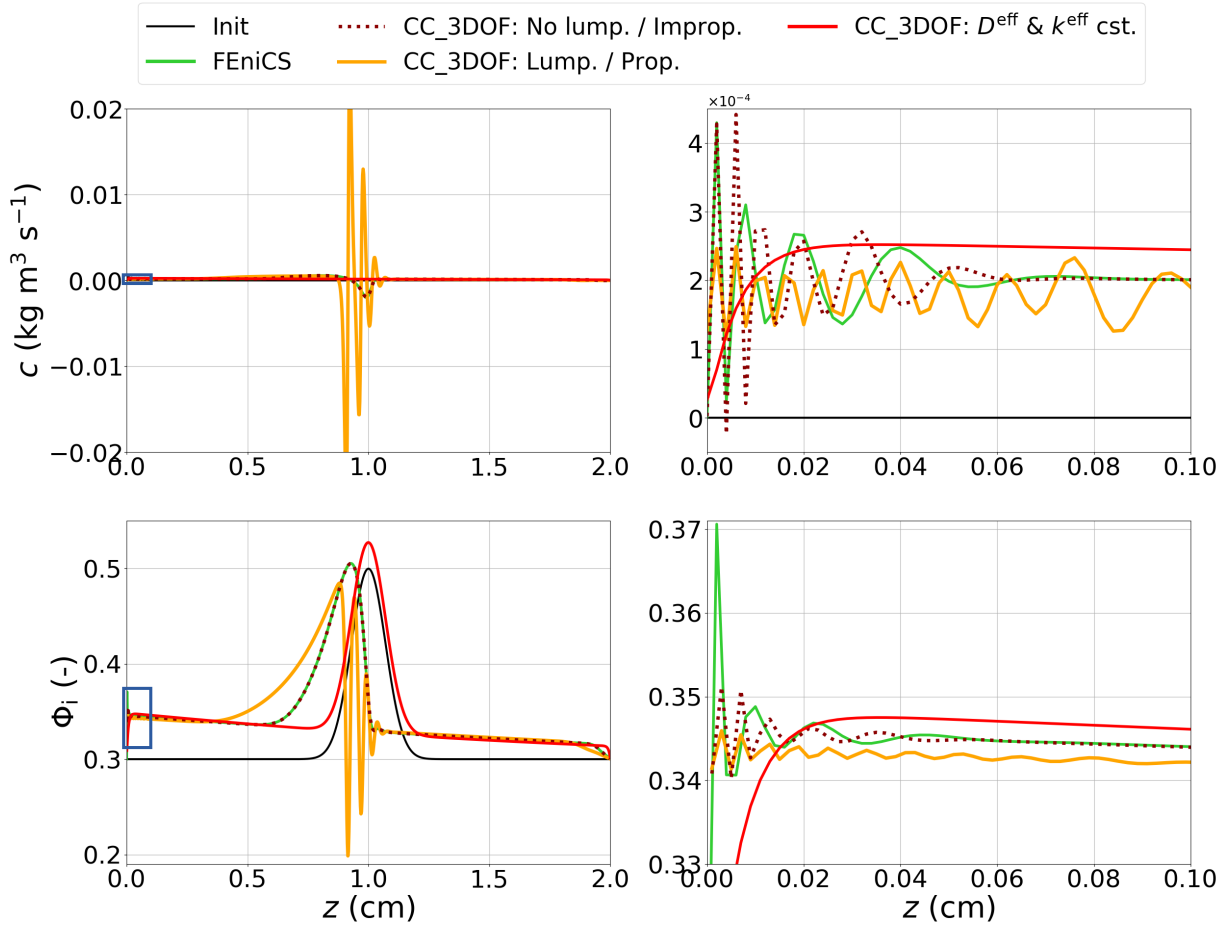 Init
FEniCS
CC_3DOF: No lump. / Improp.
CC_3DOF: Lump. / Prop.
CC_3DOF: D^eff & k^eff cst.
c (kg m³ s⁻¹)
0.02
0.01
0.00
−0.01
−0.02
0.0 0.5 1.0 1.5 2.0
×10⁻⁴
4
3
2
1
0
0.00 0.02 0.04 0.06 0.08 0.10
Φi (-)
0.5
0.4
0.3
0.2
0.0 0.5 1.0 1.5 2.0
z (cm)
0.37
0.36
0.35
0.34
0.33
0.00 0.02 0.04 0.06 0.08 0.10
z (cm)